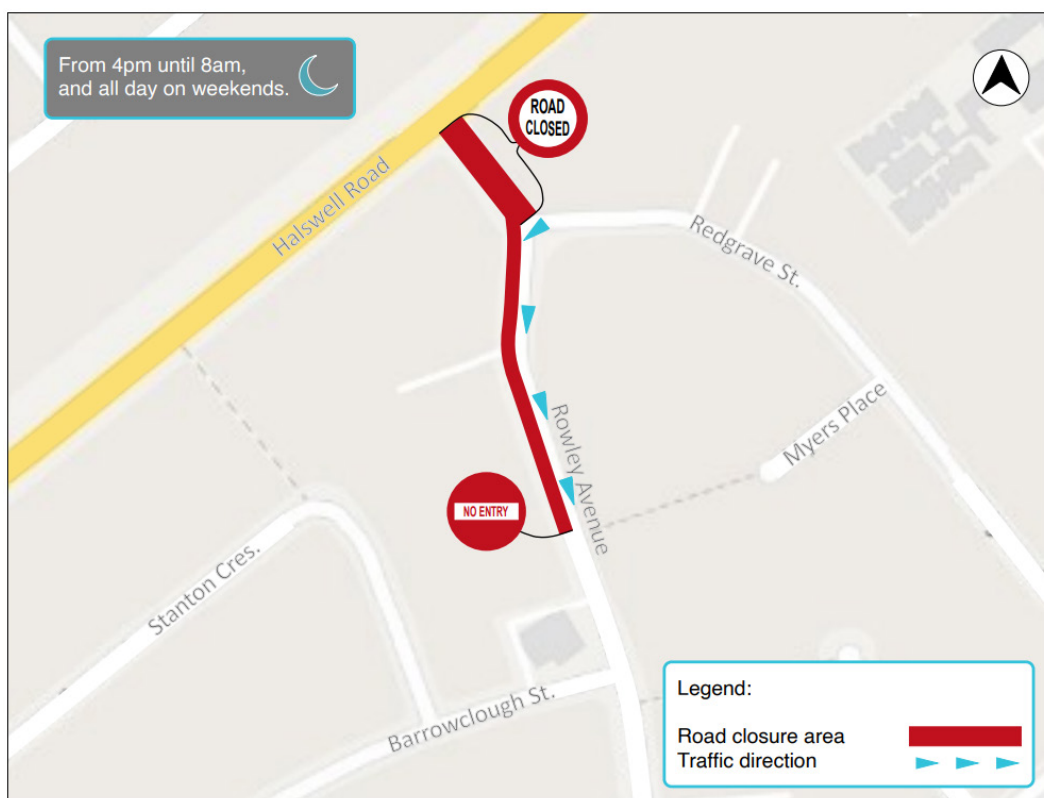 From 4pm until 8am,
and all day on weekends.
ROAD
CLOSED
Halswell Road
Redgrave St.
Myers Place
Rowley Avenue
NO ENTRY
Stanton Cres.
Barrowclough St.
Legend:
Road closure area
Traffic direction